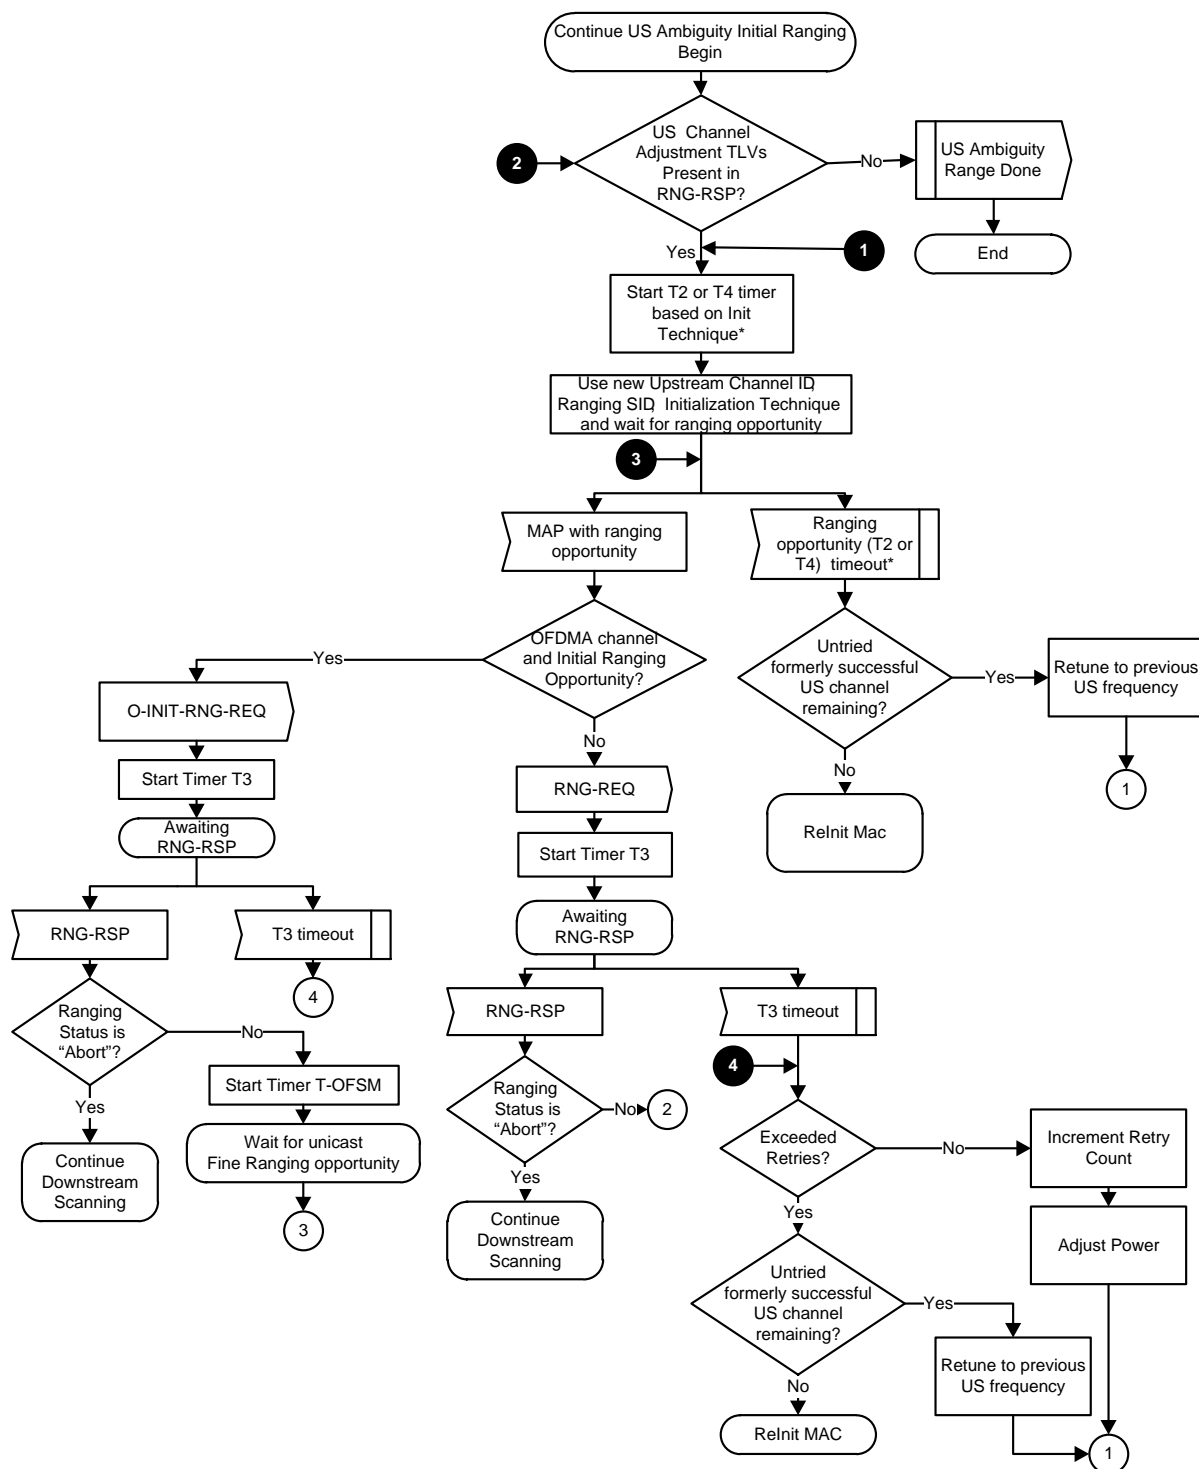 Continue US Ambiguity Initial Ranging
Begin
US Channel
Adjustment TLVs
Present in
RNG-RSP?
2
No
US Ambiguity
Range Done
End
Yes
1
Start T2 or T4 timer
based on Init
Technique*
Use new Upstream Channel ID,
Ranging SID, Initialization Technique
and wait for ranging opportunity
3
MAP with ranging
opportunity
Ranging
opportunity (T2 or
T4) timeout*
OFDMA channel
and Initial Ranging
Opportunity?
Yes
No
Untried
formerly successful
US channel
remaining?
Yes
Retune to previous
US frequency
1
No
ReInit Mac
O-INIT-RNG-REQ
Start Timer T3
Awaiting
RNG-RSP
RNG-RSP
T3 timeout
4
Ranging
Status is
“Abort”?
No
Yes
Start Timer T-OFSM
Wait for unicast
Fine Ranging opportunity
3
Continue
Downstream
Scanning
RNG-REQ
Start Timer T3
Awaiting
RNG-RSP
RNG-RSP
T3 timeout
4
Ranging
Status is
“Abort”?
No
2
Yes
Continue
Downstream
Scanning
Exceeded
Retries?
No
Increment Retry
Count
Adjust Power
Yes
Untried
formerly successful
US channel
remaining?
Yes
Retune to previous
US frequency
No
ReInit MAC
1